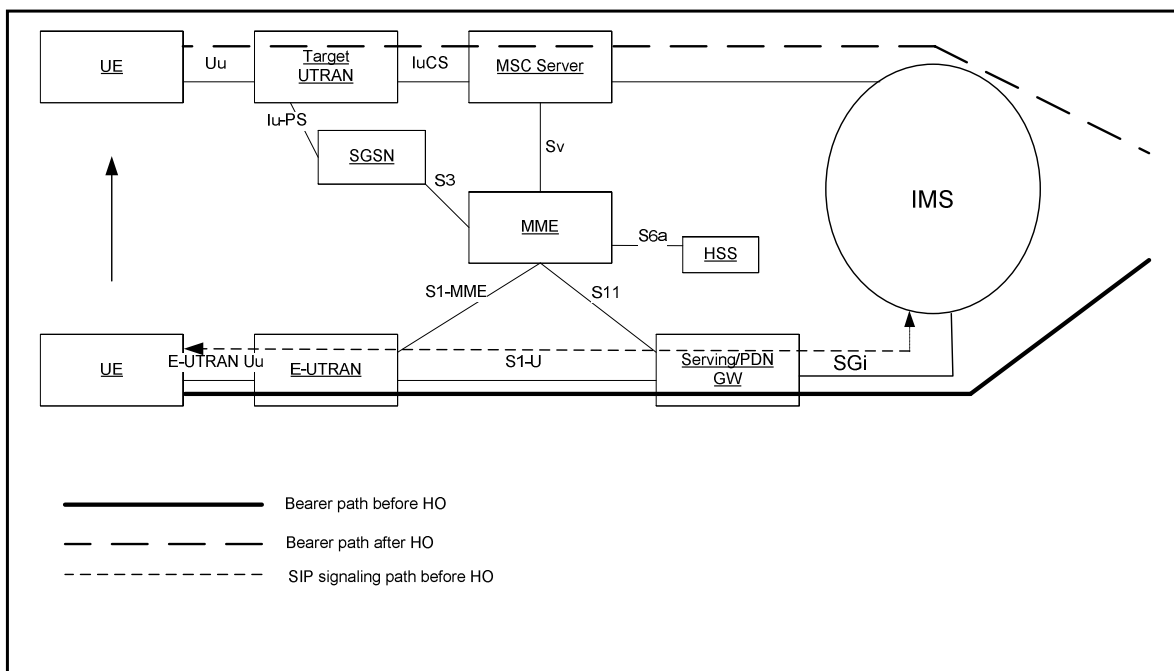 UE
Uu
Target
UTRAN
IuCS
MSC Server
Iu-PS
SGSN
S3
Sv
MME
S6a
HSS
IMS
S1-MME
S11
UE
E-UTRAN Uu
E-UTRAN
S1-U
Serving/PDN
GW
SGi
Bearer path before HO
Bearer path after HO
SIP signaling path before HO